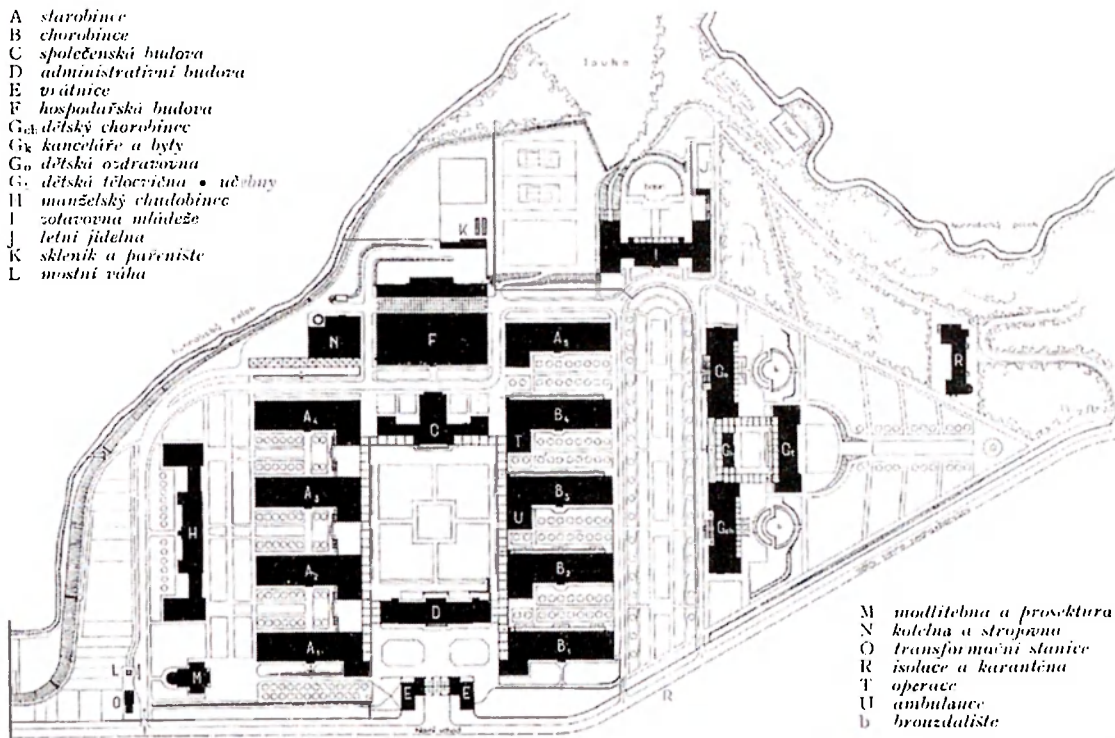 A starobince
B chorobince
C společenská budova
D administrativní budova
E vrátnice
F hospodářská budova
Gch dětský chorobinec
Gk kanceláře a byty
Go dětská ozdravovna
Gt dětská tělocvična • učebny
H manželský chudobinec
I zotavovna mládeže
J letní jídelna
K skleník a pařeniště
L mostní váha
louka
K
I
N
F
A5
R
A4
C
B4
T
Gk
Gt
H
A3
B3
U
Gch
A2
B2
D
A1
B1
L
M
O
E
E
R
Hlavní vchod
M modlitebna a prosektura
N kotelna a strojovna
O transformační stanice
R isolace a karanténa
T operace
U ambulance
b brouzdaliště